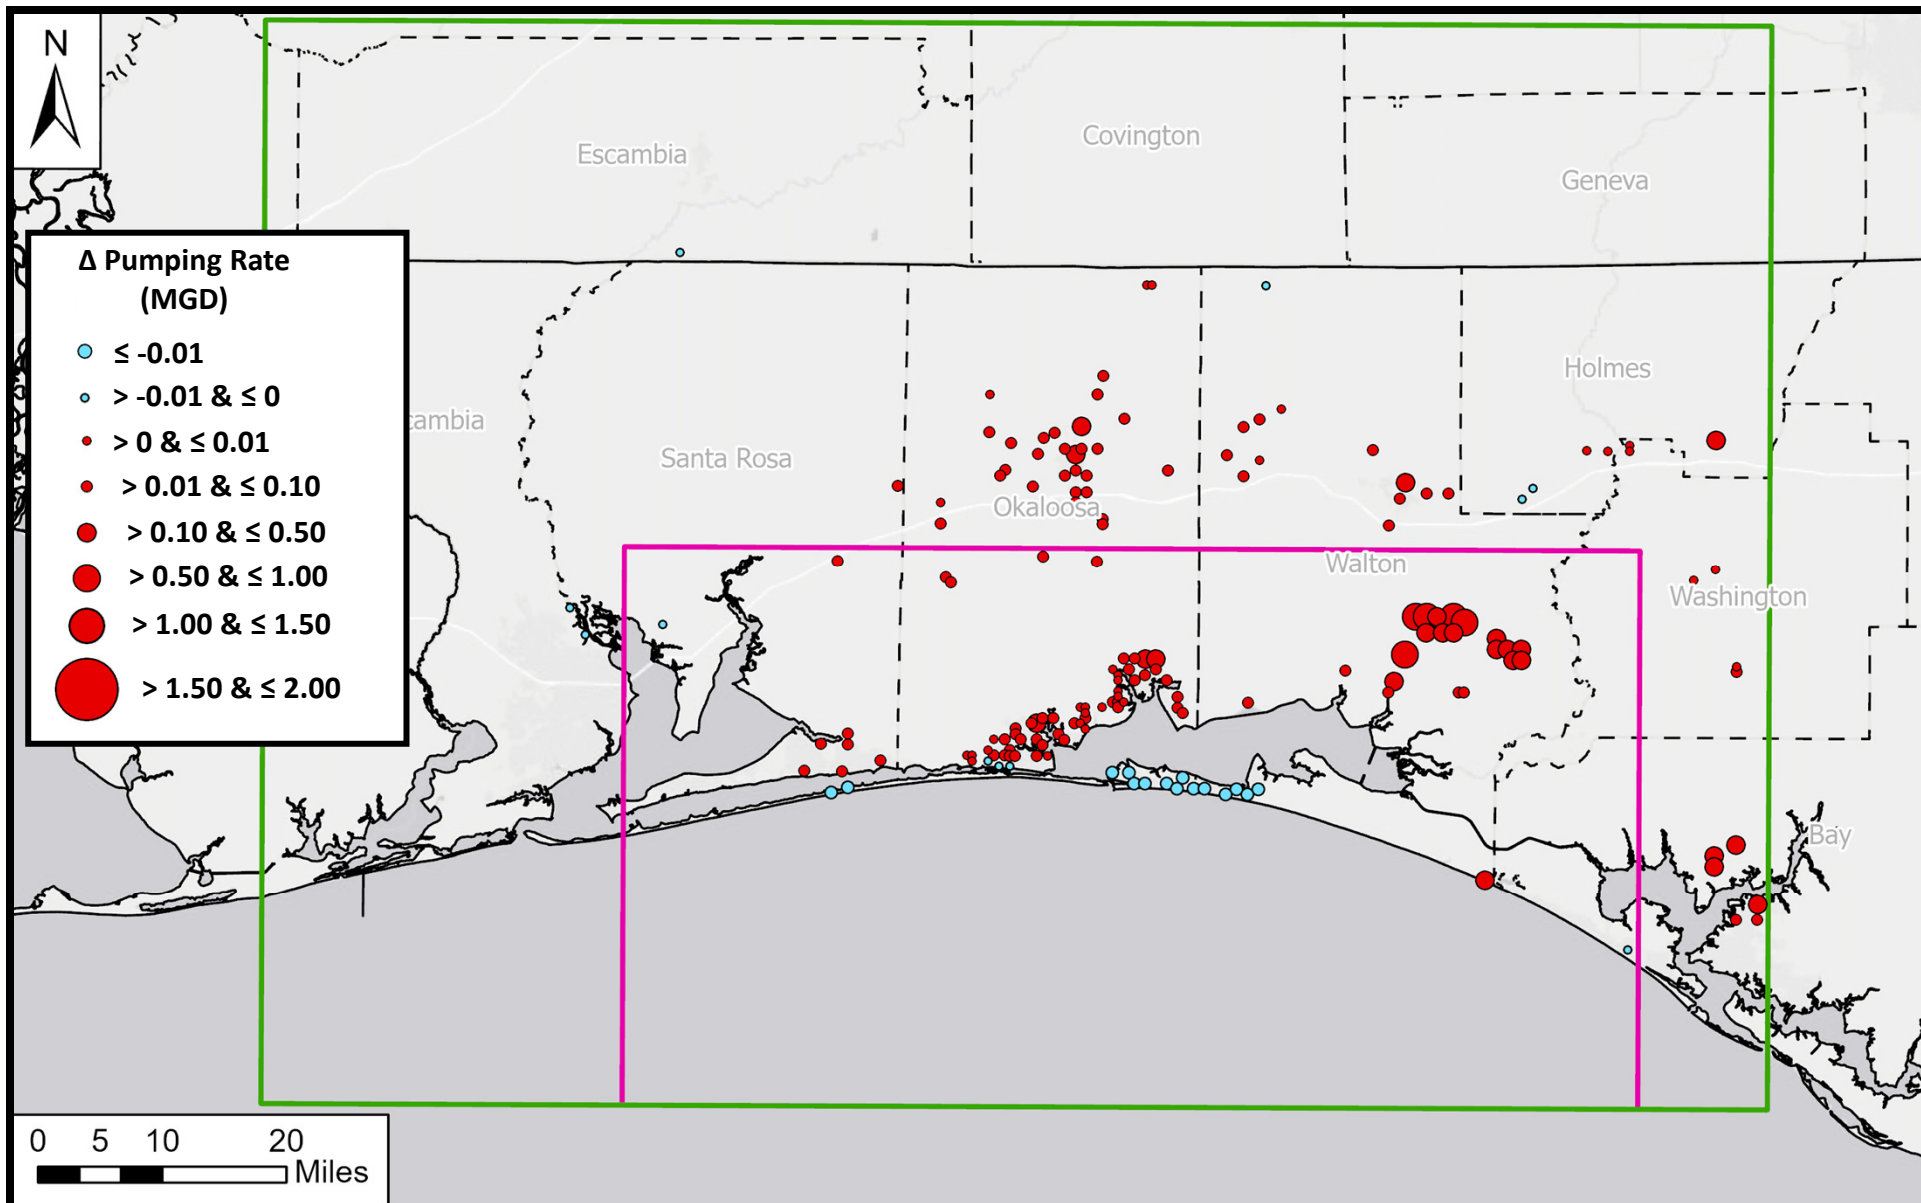 N
Escambia
Covington
Geneva
Δ Pumping Rate
(MGD)
≤ -0.01
> -0.01 & ≤ 0
> 0 & ≤ 0.01
> 0.01 & ≤ 0.10
> 0.10 & ≤ 0.50
> 0.50 & ≤ 1.00
> 1.00 & ≤ 1.50
> 1.50 & ≤ 2.00
Holmes
cambia
Santa Rosa
Okaloosa
Walton
Washington
Bay
0 5 10 20
Miles